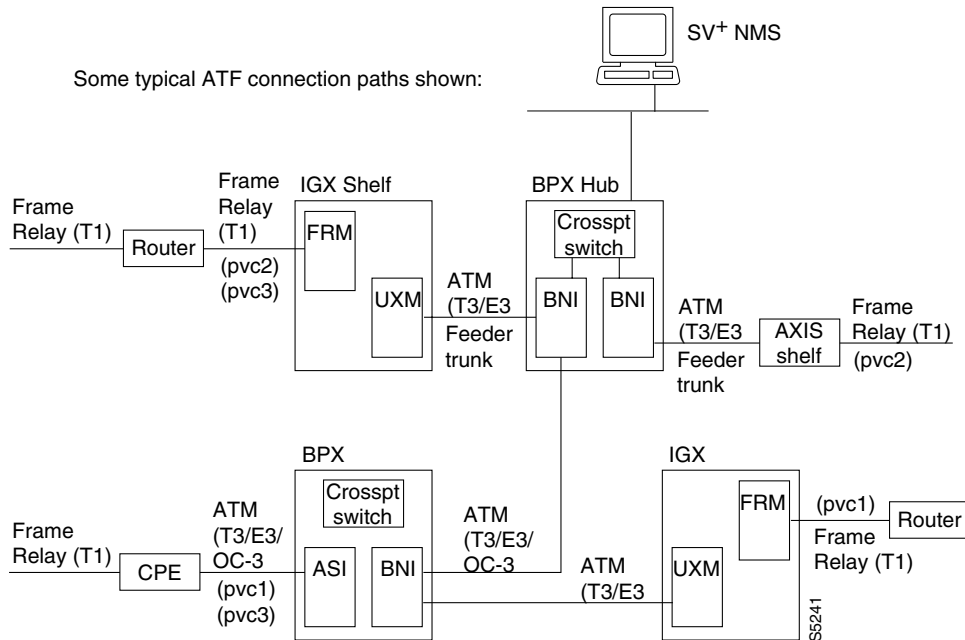 SV+ NMS
Some typical ATF connection paths shown:
Frame
Relay (T1)
Router
Frame
Relay
(T1)
(pvc2)
(pvc3)
IGX Shelf
FRM
UXM
ATM
(T3/E3
Feeder
trunk
BPX Hub
Crosspt
switch
BNI
BNI
ATM
(T3/E3
Feeder
trunk
AXIS
shelf
Frame
Relay (T1)
(pvc2)
Frame
Relay (T1)
CPE
ATM
(T3/E3/
OC-3
(pvc1)
(pvc3)
BPX
Crosspt
switch
ASI
BNI
ATM
(T3/E3/
OC-3
ATM
(T3/E3
IGX
FRM
UXM
(pvc1)
Frame
Relay (T1)
Router
S5241